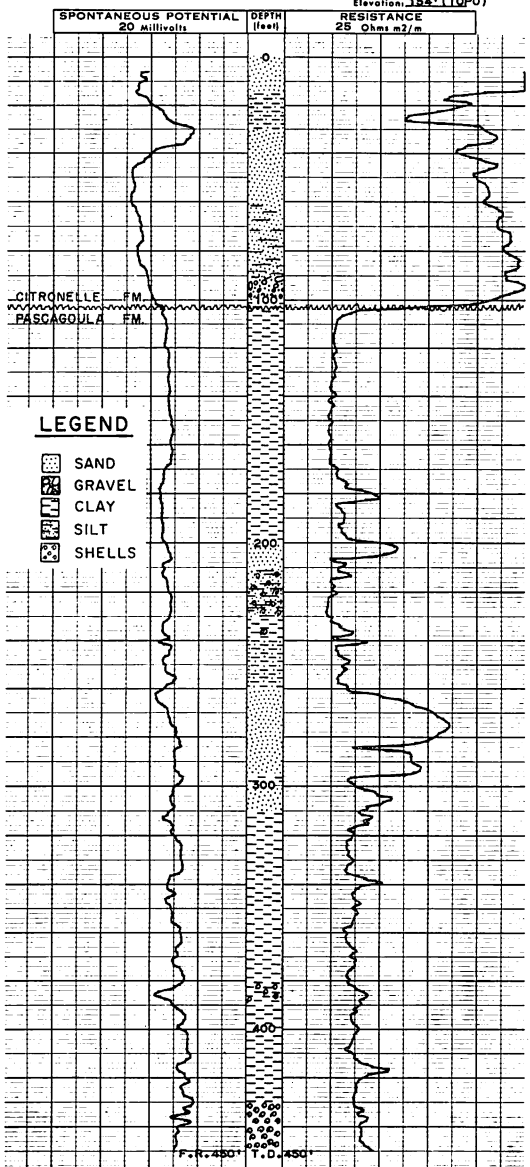 Elevation: 154' (TOPO)
SPONTANEOUS POTENTIAL
20 Millivolts
DEPTH
(feet)
RESISTANCE
25 Ohms m2/m
0
100
CITRONELLE FM.
PASCAGOULA FM.
LEGEND
SAND
GRAVEL
CLAY
SILT
SHELLS
200
300
400
F.R. 450' T.D. 450'